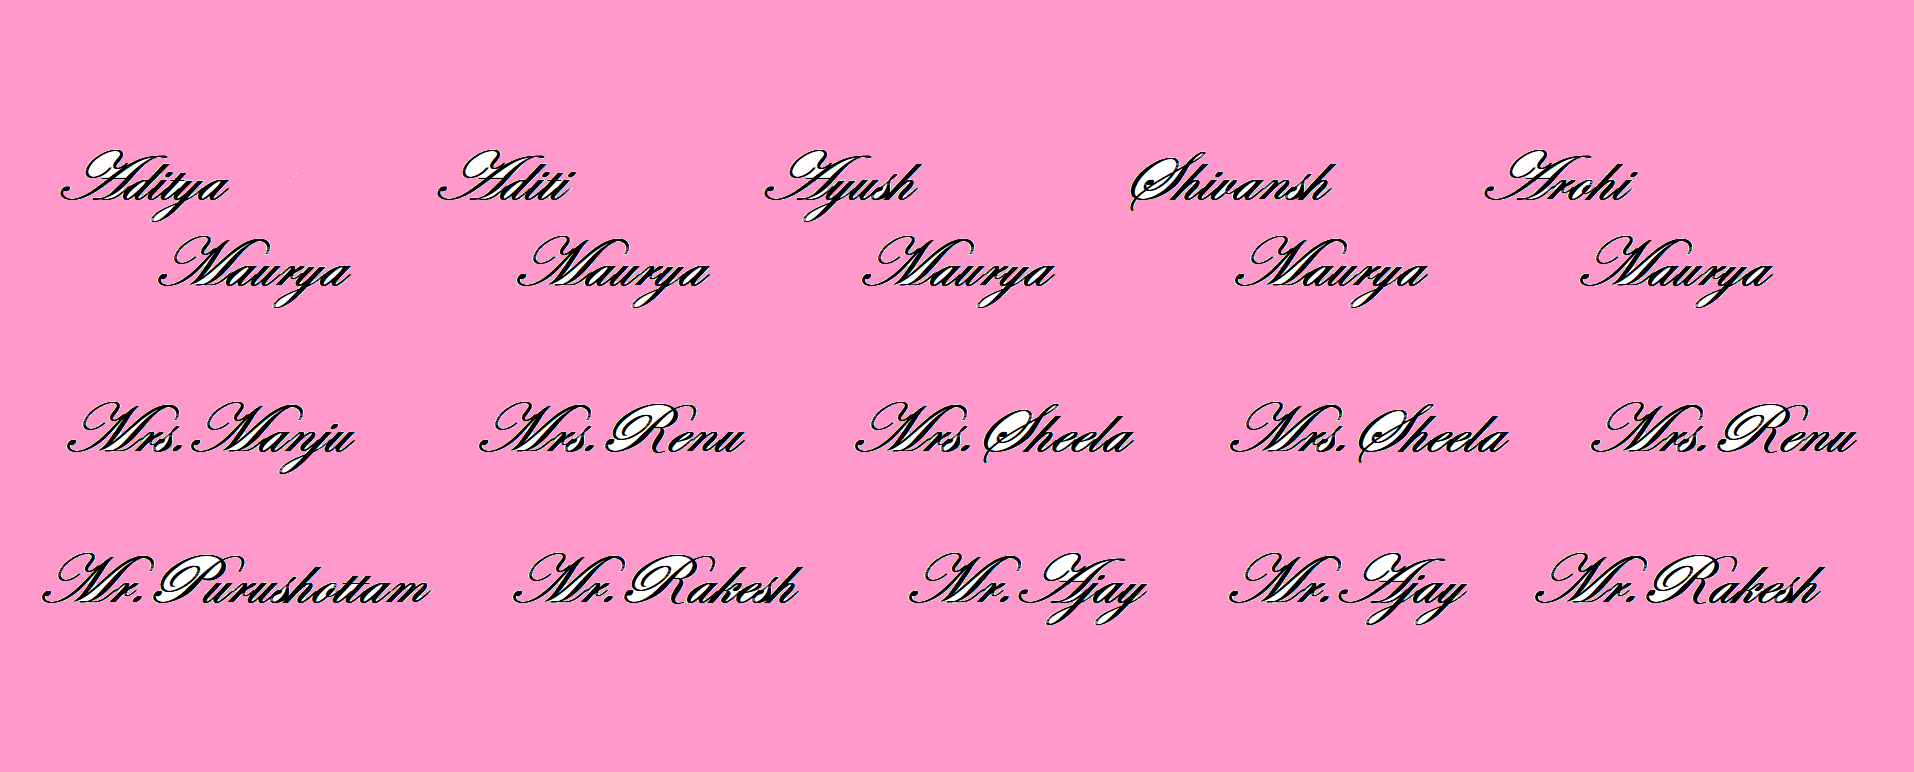 Aditya Aditi Ayush Shivansh Arohi
Maurya Maurya Maurya Maurya Maurya
Mrs. Manju Mrs. Renu Mrs. Sheela Mrs. Sheela Mrs. Renu
Mr. Purushottam Mr. Rakesh Mr. Ajay Mr. Ajay Mr. Rakesh